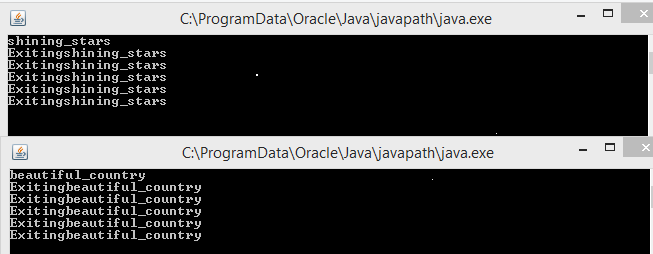 C:\ProgramData\Oracle\Java\javapath\java.exe
shining_stars
Exitingshining_stars
Exitingshining_stars
Exitingshining_stars
Exitingshining_stars
Exitingshining_stars
C:\ProgramData\Oracle\Java\javapath\java.exe
beautiful_country
Exitingbeautiful_country
Exitingbeautiful_country
Exitingbeautiful_country
Exitingbeautiful_country
Exitingbeautiful_country